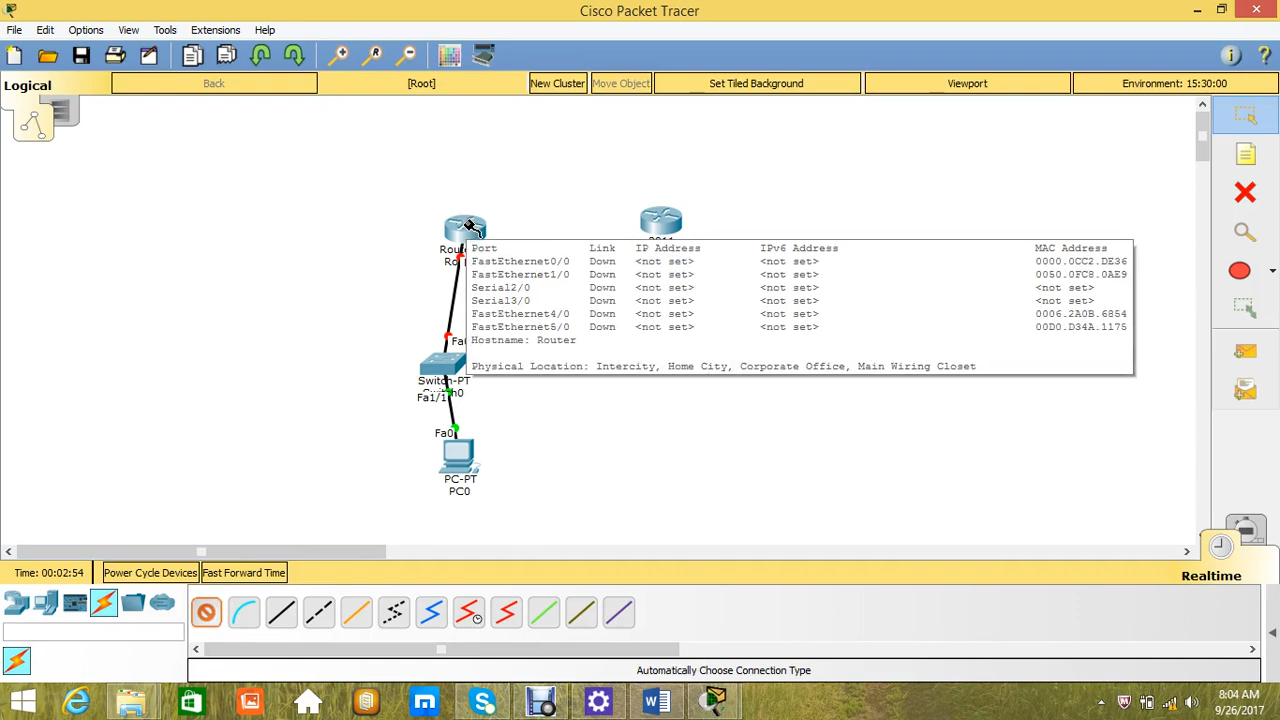 Cisco Packet Tracer
File Edit Options View Tools Extensions Help
Logical Back [Root] New Cluster Move Object Set Tiled Background Viewport Environment: 15:30:00
Port Link IP Address IPv6 Address MAC Address
FastEthernet0/0 Down <not set> <not set> 0000.0CC2.DE36
FastEthernet1/0 Down <not set> <not set> 0050.0FC8.0AE9
Serial2/0 Down <not set> <not set> <not set>
Serial3/0 Down <not set> <not set> <not set>
FastEthernet4/0 Down <not set> <not set> 0006.2A0B.6854
FastEthernet5/0 Down <not set> <not set> 00D0.D34A.1175
Hostname: Router
Physical Location: Intercity, Home City, Corporate Office, Main Wiring Closet
Switch-PT
Fa1/1
Fa0
PC-PT
PC0
Time: 00:02:54 Power Cycle Devices Fast Forward Time Realtime
Automatically Choose Connection Type
8:04 AM
9/26/2017